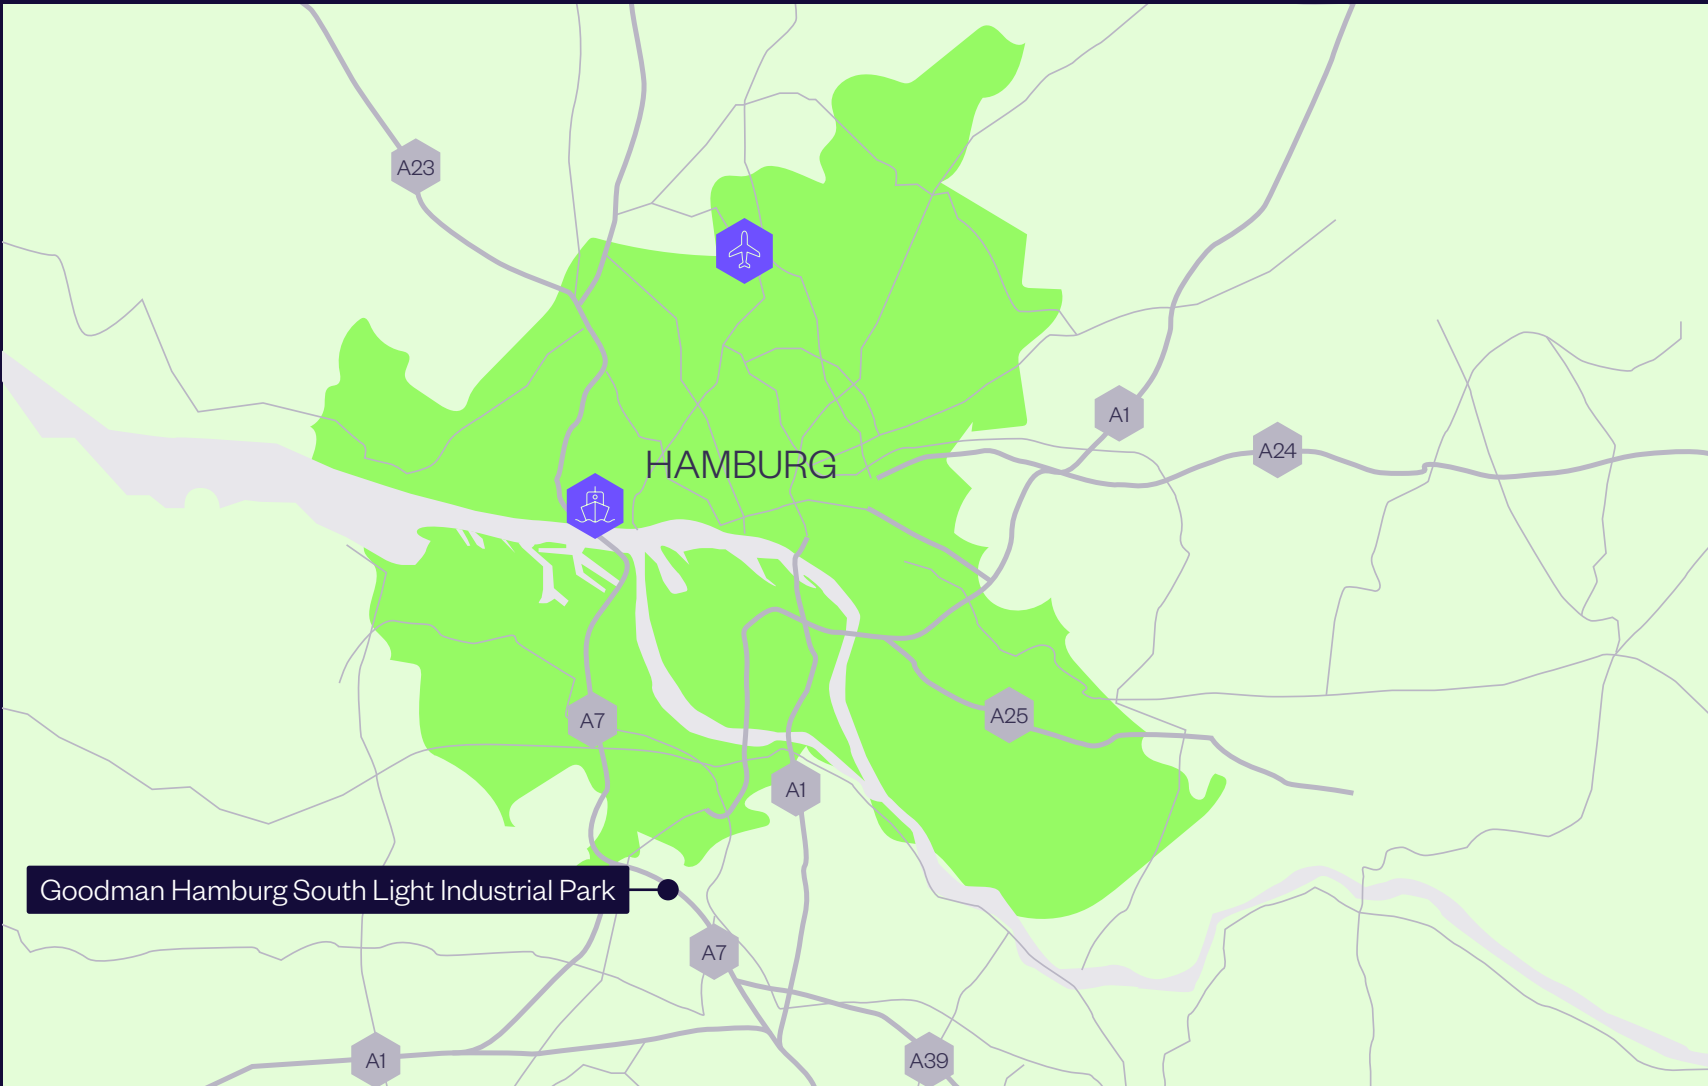 A23
A1
A24
HAMBURG
A7
A25
A1
Goodman Hamburg South Light Industrial Park
A7
A1
A39